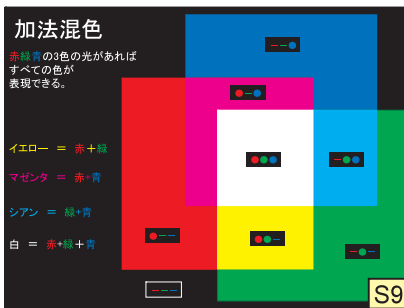 加法混色
赤緑青の3色の光があれば
すべての色が
表現できる。
イエロー = 赤+緑
マゼンタ = 赤+青
シアン = 緑+青
白 = 赤+緑+青
S9